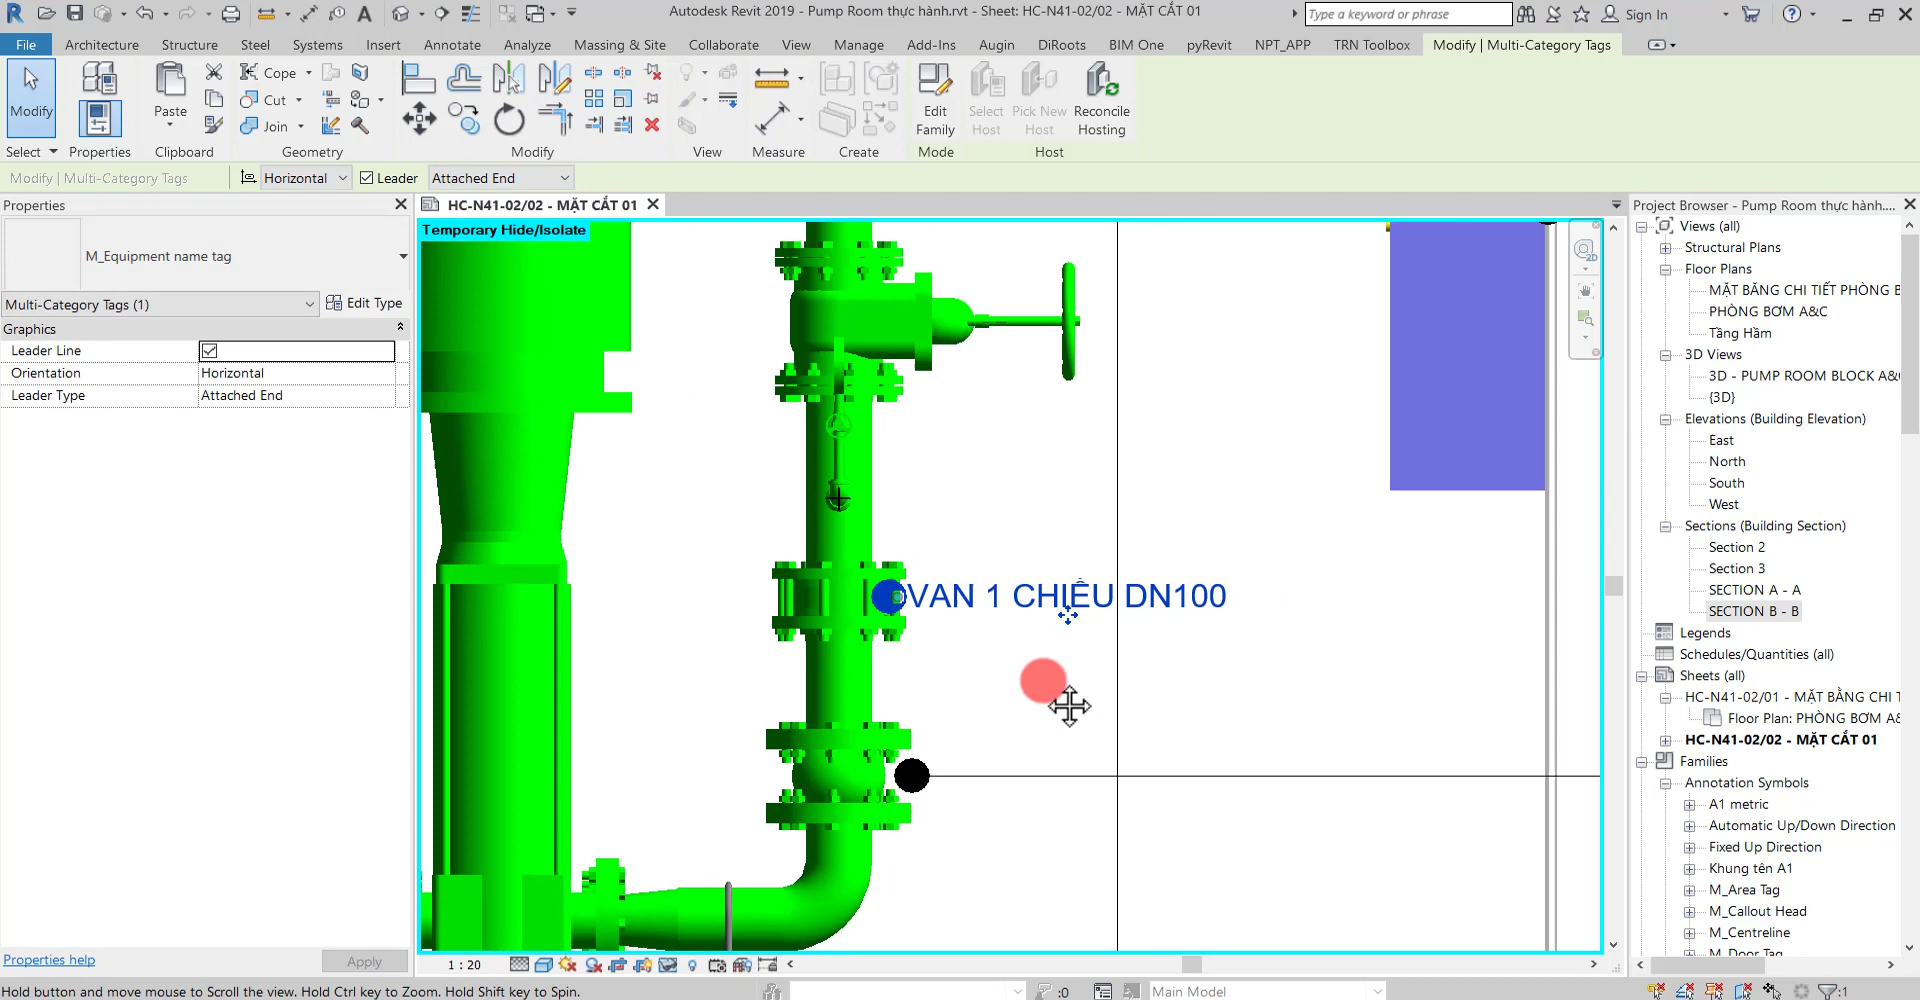 Autodesk Revit 2019 - Pump Room thực hành.rvt - Sheet: HC-N41-02/02 - MẶT CẮT 01
Type a keyword or phrase
Sign In
File Architecture Structure Steel Systems Insert Annotate Analyze Massing & Site Collaborate View Manage Add-Ins Augin DiRoots BIM One pyRevit NPT_APP TRN Toolbox Modify | Multi-Category Tags
Modify
Paste
Cope
Cut
Join
Edit Family
Select Host
Pick New Host
Reconcile Hosting
Select Properties Clipboard Geometry Modify View Measure Create Mode Host
Modify | Multi-Category Tags
Horizontal
Leader
Attached End
Properties
M_Equipment name tag
Multi-Category Tags (1)
Edit Type
Graphics
Leader Line
Orientation Horizontal
Leader Type Attached End
Properties help
Apply
HC-N41-02/02 - MẶT CẮT 01
Temporary Hide/Isolate
2D
VAN 1 CHIỀU DN100
1 : 20
Project Browser - Pump Room thực hành....
Views (all)
Structural Plans
Floor Plans
MẶT BẰNG CHI TIẾT PHÒNG B
PHÒNG BƠM A&C
Tầng Hầm
3D Views
3D - PUMP ROOM BLOCK A&
{3D}
Elevations (Building Elevation)
East
North
South
West
Sections (Building Section)
Section 2
Section 3
SECTION A - A
SECTION B - B
Legends
Schedules/Quantities (all)
Sheets (all)
HC-N41-02/01 - MẶT BẰNG CHI T
Floor Plan: PHÒNG BƠM A&
HC-N41-02/02 - MẶT CẮT 01
Families
Annotation Symbols
A1 metric
Automatic Up/Down Direction
Fixed Up Direction
Khung tên A1
M_Area Tag
M_Callout Head
M_Centreline
M_Door Tag
Hold button and move mouse to Scroll the view. Hold Ctrl key to Zoom. Hold Shift key to Spin.
:0
Main Model
:1